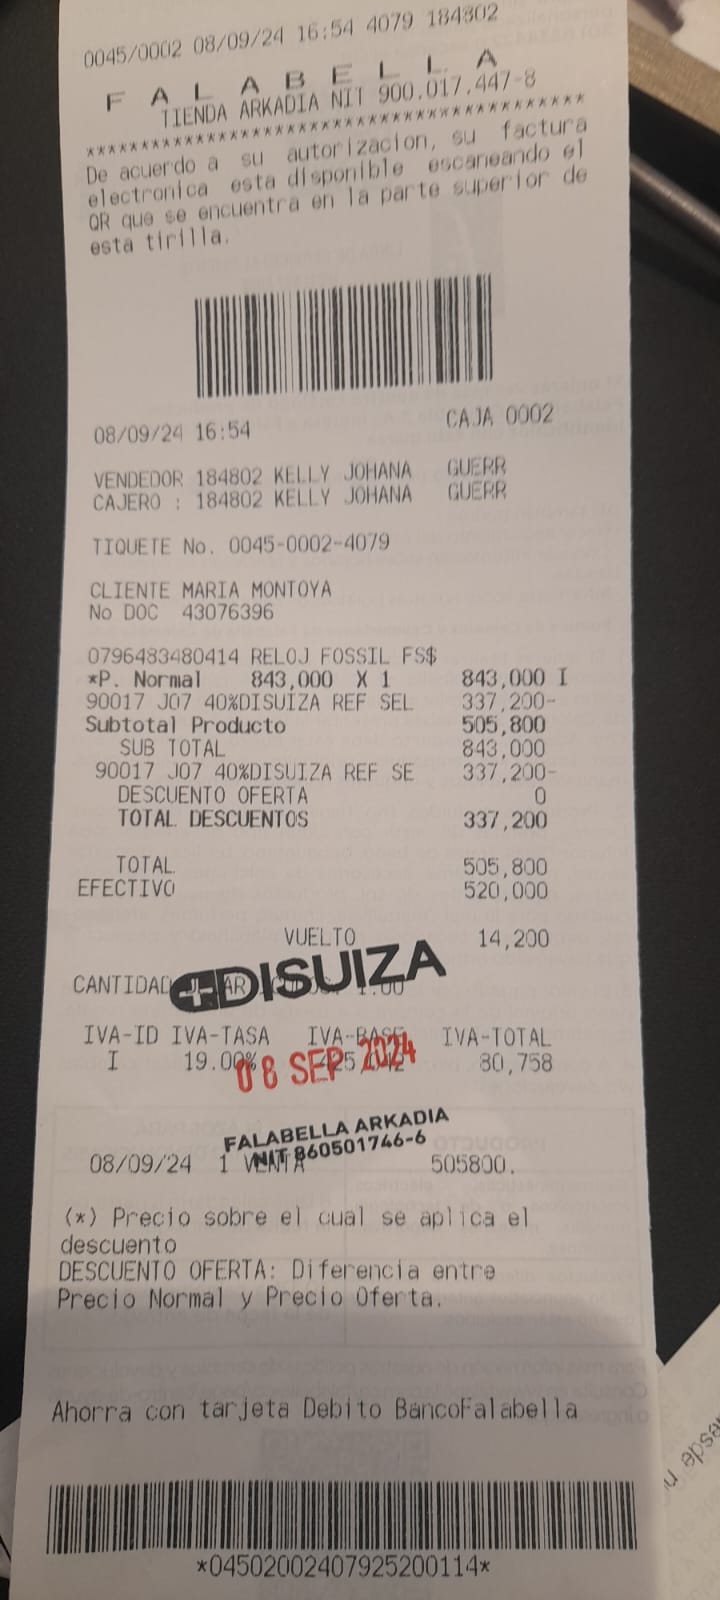 0045/0002 08/09/24 16:54 4079 184802
F A L A B E L L A
TIENDA ARKADIA NIT 900.017.447-8
******************************************
De acuerdo a su autorizacion, su factura
electronica esta disponible escaneando el
QR que se encuentra en la parte superior de
esta tirilla.
08/09/24 16:54 CAJA 0002
VENDEDOR 184802 KELLY JOHANA GUERR
CAJERO : 184802 KELLY JOHANA GUERR
TIQUETE No. 0045-0002-4079
CLIENTE MARIA MONTOYA
No DOC 43076396
0796483480414 RELOJ FOSSIL FS$
*P. Normal 843,000 X 1 843,000 I
90017 J07 40%DISUIZA REF SEL 337,200-
Subtotal Producto 505,800
SUB TOTAL 843,000
90017 J07 40%DISUIZA REF SE 337,200-
DESCUENTO OFERTA 0
TOTAL DESCUENTOS 337,200
TOTAL 505,800
EFECTIVO 520,000
VUELTO 14,200
DISUIZA
CANTIDAD 1.00
IVA-ID IVA-TASA IVA-BASE IVA-TOTAL
I 19.00% 80,758
08 SEP 2024
FALABELLA ARKADIA
NIT 860501746-6
08/09/24 1 VENTA 505800.
(*) Precio sobre el cual se aplica el
descuento
DESCUENTO OFERTA: Diferencia entre
Precio Normal y Precio Oferta.
Ahorra con tarjeta Debito BancoFalabella
*04502002407925200114*